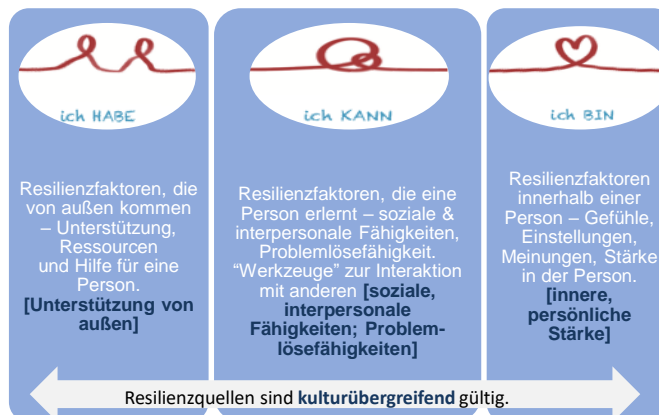 ich HABE
Resilienzfaktoren, die
von außen kommen
– Unterstützung,
Ressourcen
und Hilfe für eine
Person.
[Unterstützung von
außen]
ich KANN
Resilienzfaktoren, die eine
Person erlernt – soziale &
interpersonale Fähigkeiten,
Problemlösefähigkeit.
“Werkzeuge” zur Interaktion
mit anderen [soziale,
interpersonale
Fähigkeiten; Problem-
lösefähigkeiten]
ich BIN
Resilienzfaktoren
innerhalb einer
Person – Gefühle,
Einstellungen,
Meinungen, Stärke
in der Person.
[innere,
persönliche
Stärke]
Resilienzquellen sind kulturübergreifend gültig.